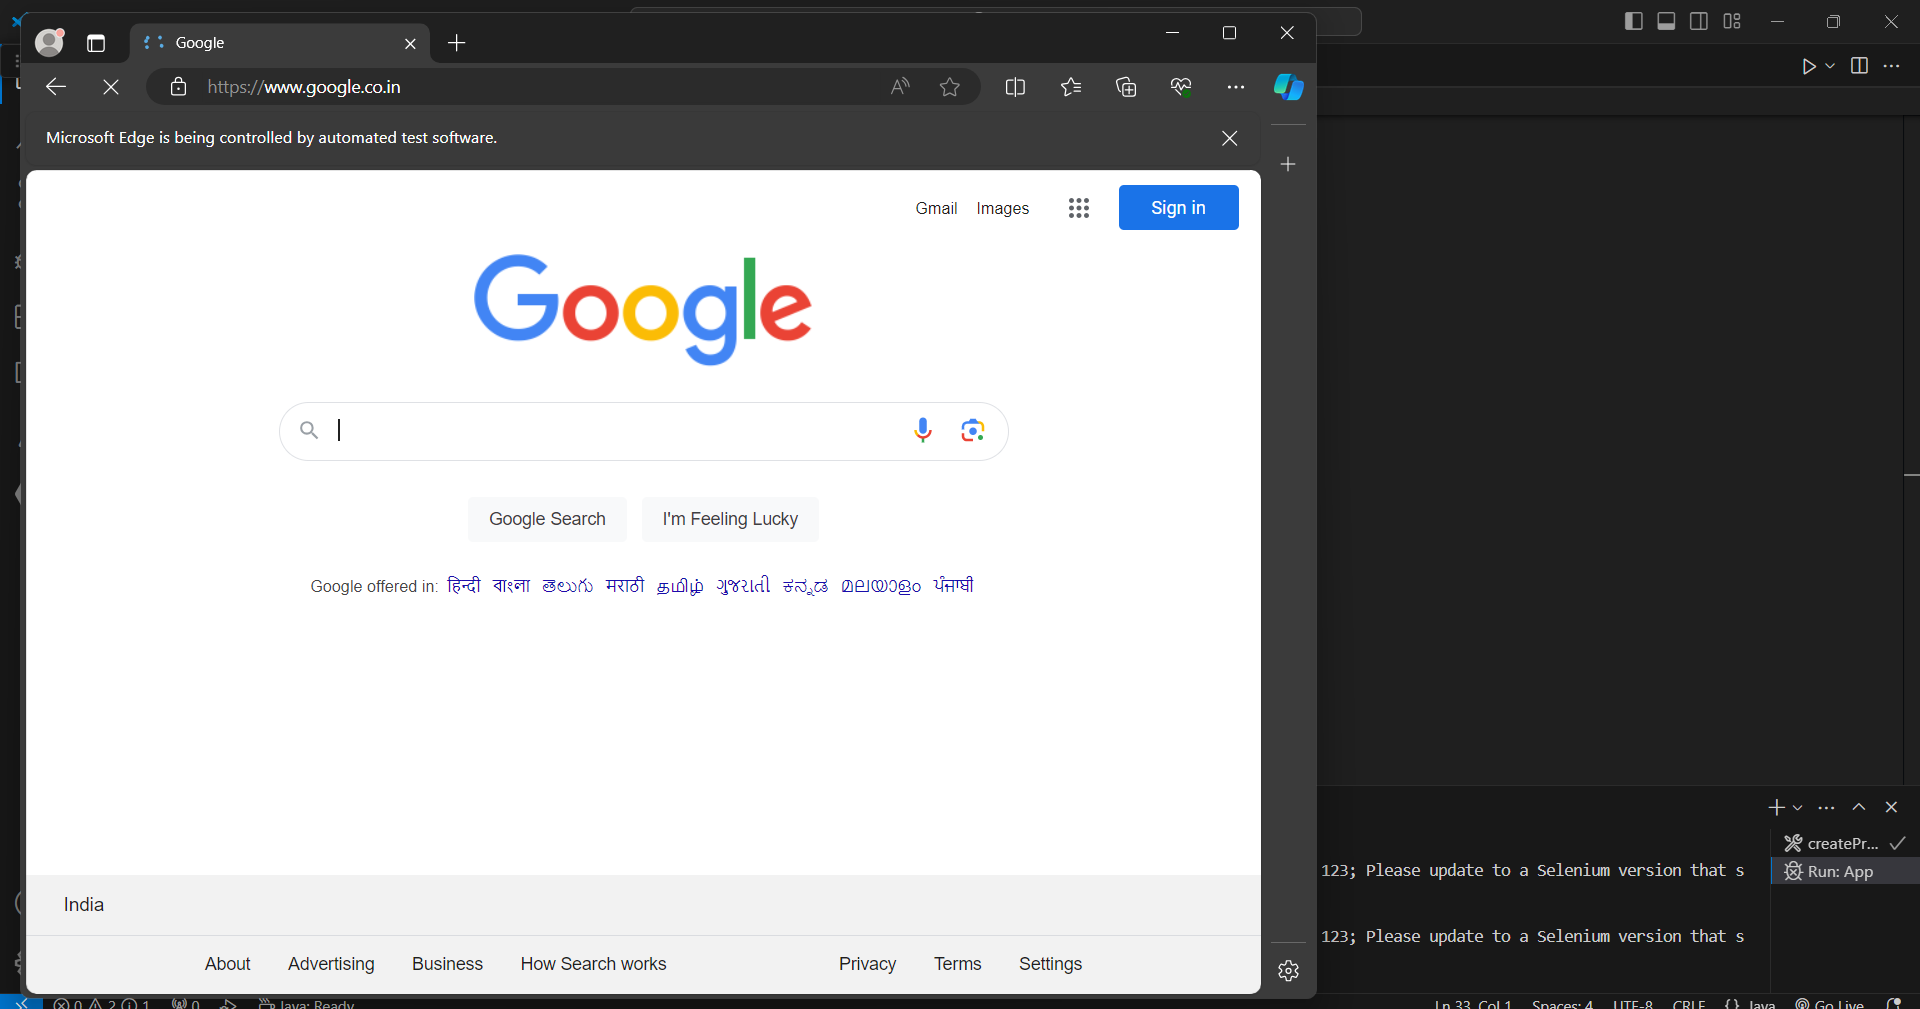 Google
https://www.google.co.in
Microsoft Edge is being controlled by automated test software.
Gmail Images Sign in
Google
Google Search I'm Feeling Lucky
Google offered in: हिन्दी বাংলা తెలుగు मराठी தமிழ் ગુજરાતી ಕನ್ನಡ മലയാളം ਪੰਜਾਬੀ
India
About Advertising Business How Search works Privacy Terms Settings
createPr...
Run: App
123; Please update to a Selenium version that s
123; Please update to a Selenium version that s
0 2 1 0 Java: Ready Ln 33, Col 1 Spaces: 4 UTF-8 CRLF {} Java Go Live